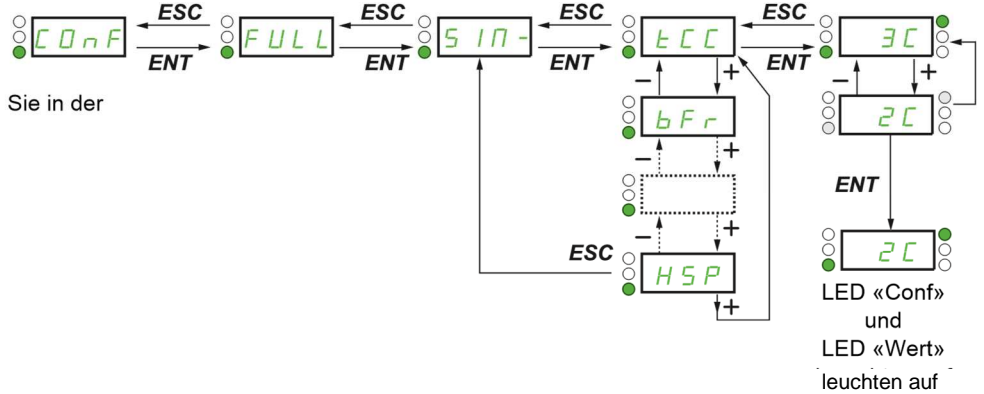 ESC ESC ESC ESC
COnF FULL SIM- tCC 3C
ENT ENT ENT ENT
Sie in der
− + − +
bFr 2C
− +
ENT
− +
ESC
HSP 2C
+
LED «Conf»
und
LED «Wert»
leuchten auf